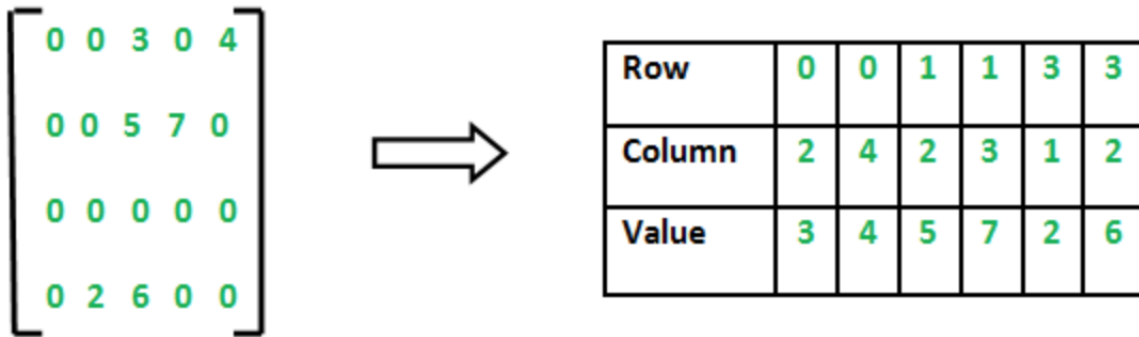 0 0 3 0 4
0 0 5 7 0
0 0 0 0 0
0 2 6 0 0
Row 0 0 1 1 3 3
Column 2 4 2 3 1 2
Value 3 4 5 7 2 6